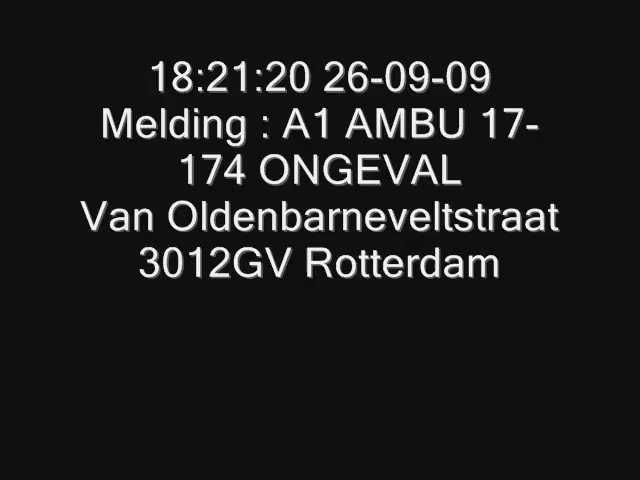 18:21:20 26-09-09
Melding : A1 AMBU 17-
174 ONGEVAL
Van Oldenbarneveltstraat
3012GV Rotterdam